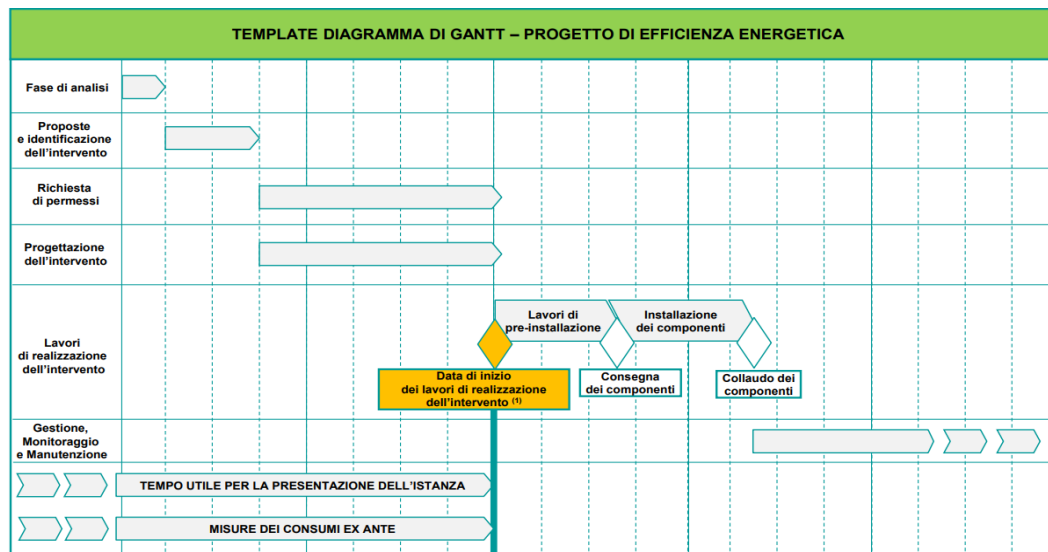 TEMPLATE DIAGRAMMA DI GANTT – PROGETTO DI EFFICIENZA ENERGETICA
Fase di analisi
Proposte
e identificazione
dell'intervento
Richiesta
di permessi
Progettazione
dell'intervento
Lavori
di realizzazione
dell'intervento
Lavori di
pre-installazione
Installazione
dei componenti
Data di inizio
dei lavori di realizzazione
dell'intervento (1)
Consegna
dei componenti
Collaudo dei
componenti
Gestione,
Monitoraggio
e Manutenzione
TEMPO UTILE PER LA PRESENTAZIONE DELL'ISTANZA
MISURE DEI CONSUMI EX ANTE